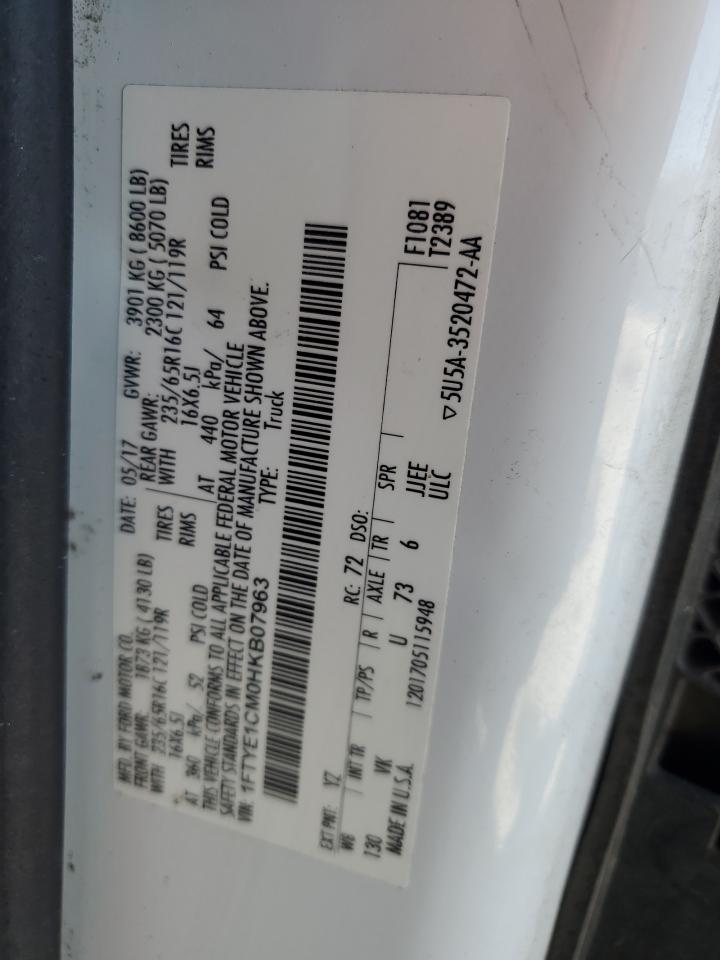 MFD. BY FORD MOTOR CO.
DATE: 05/17 GVWR: 3901 KG ( 8600 LB)
FRONT GAWR: 1873 KG ( 4130 LB) REAR GAWR: 2300 KG ( 5070 LB)
WITH 235/65R16C 121/119R TIRES WITH 235/65R16C 121/119R TIRES
16X6.5J RIMS 16X6.5J RIMS
AT 360 kPa/ 52 PSI COLD AT 440 kPa/ 64 PSI COLD
THIS VEHICLE CONFORMS TO ALL APPLICABLE FEDERAL MOTOR VEHICLE
SAFETY STANDARDS IN EFFECT ON THE DATE OF MANUFACTURE SHOWN ABOVE.
VIN: 1FTYE1CM0HKB07963 TYPE: Truck
EXT PNT: YZ RC: 72 DSO:
WB INT TR TP/PS R AXLE TR SPR F1081
130 VK U 73 6 JJEE T2389
MADE IN U.S.A. ULC
1201705115948 ▽5U5A-3520472-AA